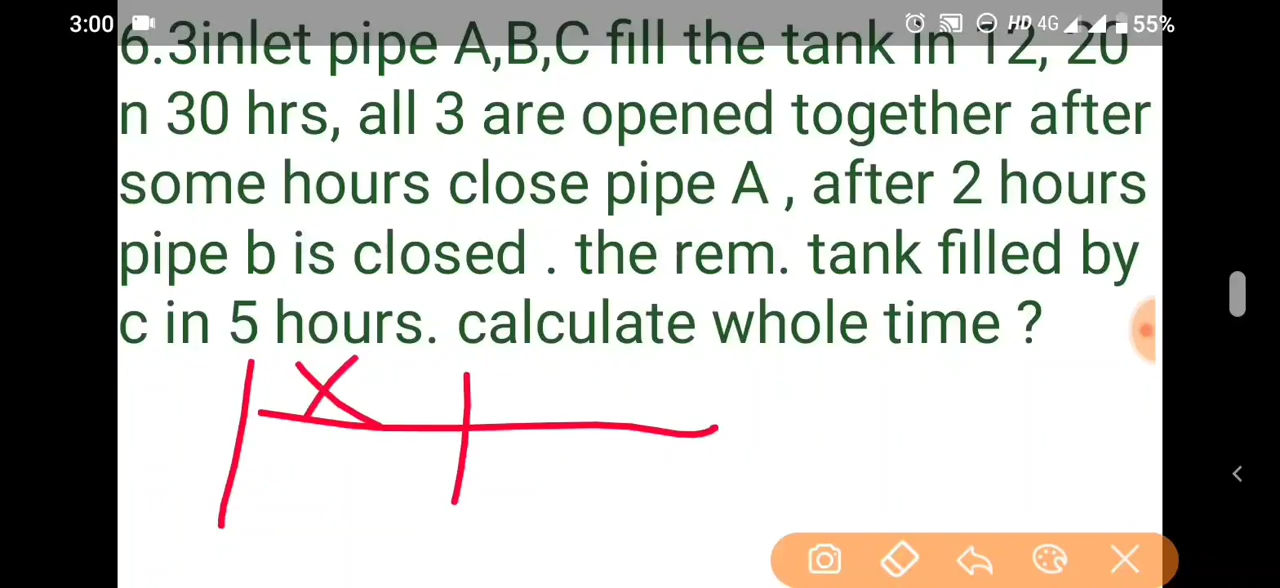 3:00 HD 4G 55%
6.3inlet pipe A,B,C fill the tank in 12, 20
n 30 hrs, all 3 are opened together after
some hours close pipe A , after 2 hours
pipe b is closed . the rem. tank filled by
c in 5 hours. calculate whole time ?
x